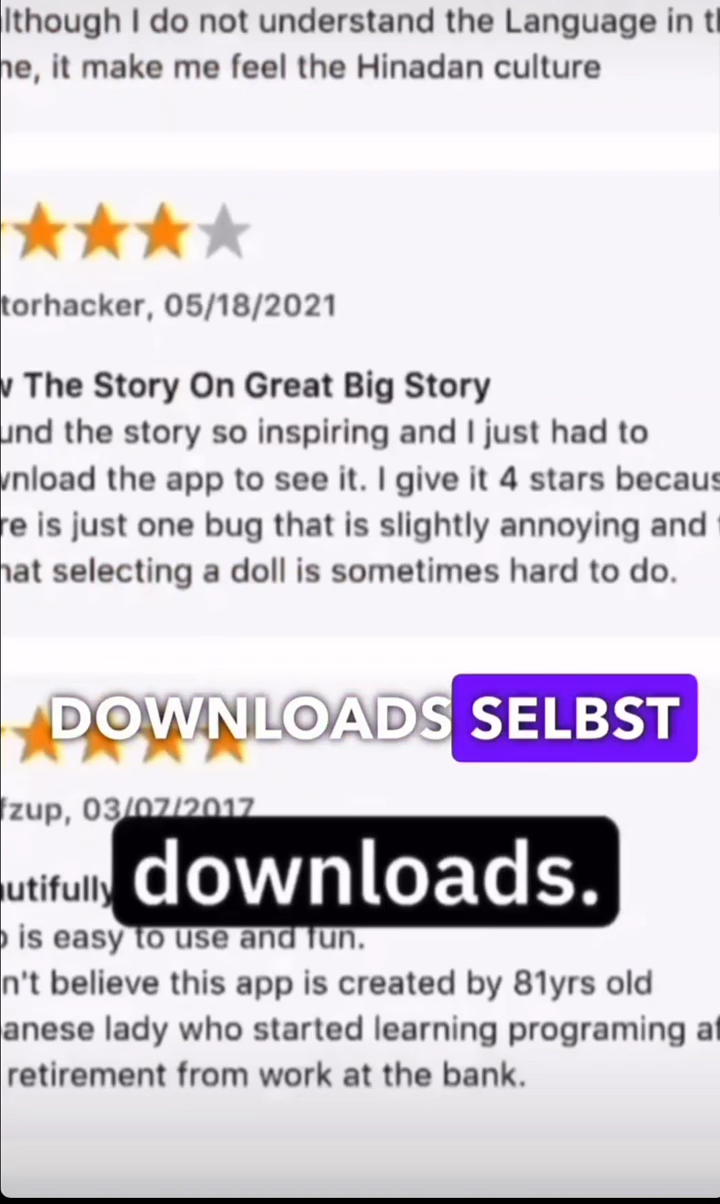 lthough I do not understand the Language in
ne, it make me feel the Hinadan culture
torhacker, 05/18/2021
The Story On Great Big Story
und the story so inspiring and I just had to
wnload the app to see it. I give it 4 stars becaus
re is just one bug that is slightly annoying and
hat selecting a doll is sometimes hard to do.
DOWNLOADS SELBST
fzup, 03/07/2017
downloads.
utifully
is easy to use and fun.
n't believe this app is created by 81yrs old
anese lady who started learning programing
retirement from work at the bank.